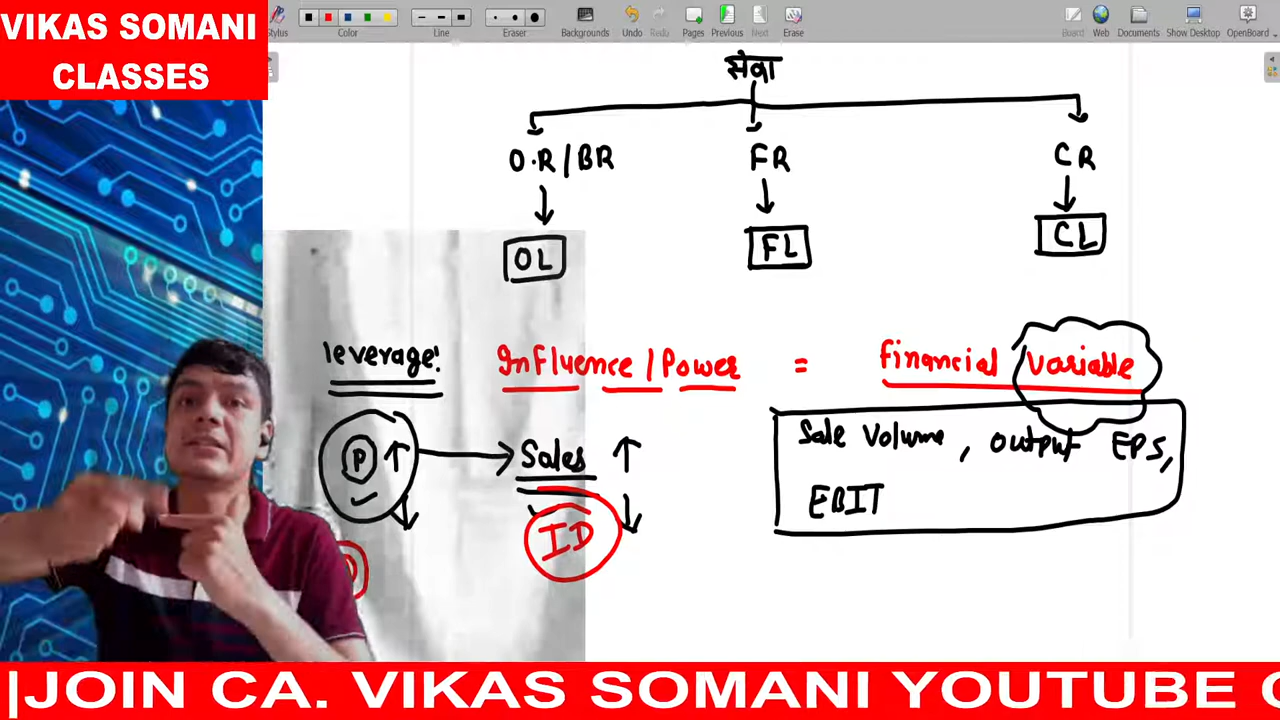 VIKAS SOMANI
CLASSES
Stylus
Color
Line
Eraser
Backgrounds
Undo
Redo
Pages
Previous
Next
Erase
Board
Web
Documents
Show Desktop
OpenBoard
सेवा
O.R/BR FR CR
OL FL CL
leverage: Influence/Power = financial variable
P Sales
ID
Sale Volume, output EPS,
EBIT
|JOIN CA. VIKAS SOMANI YOUTUBE